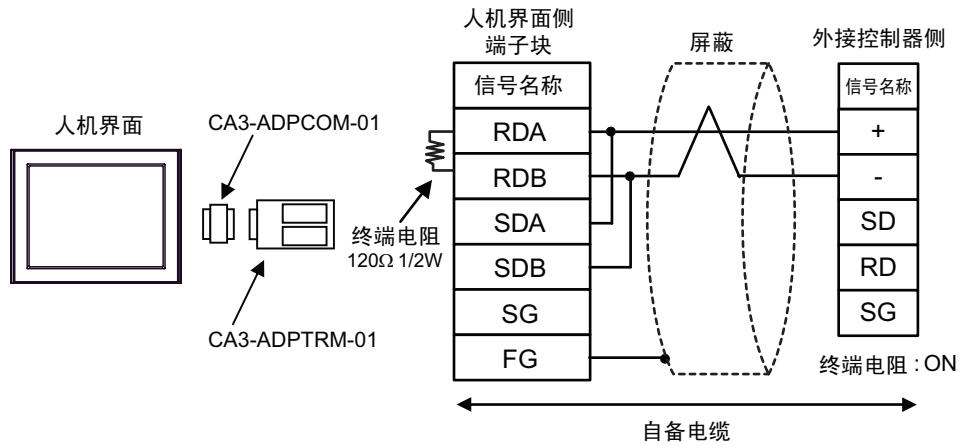 人机界面
CA3-ADPCOM-01
CA3-ADPTRM-01
终端电阻
120Ω 1/2W
人机界面侧
端子块
信号名称
RDA
RDB
SDA
SDB
SG
FG
屏蔽
外接控制器侧
信号名称
+
-
SD
RD
SG
终端电阻 : ON
自备电缆